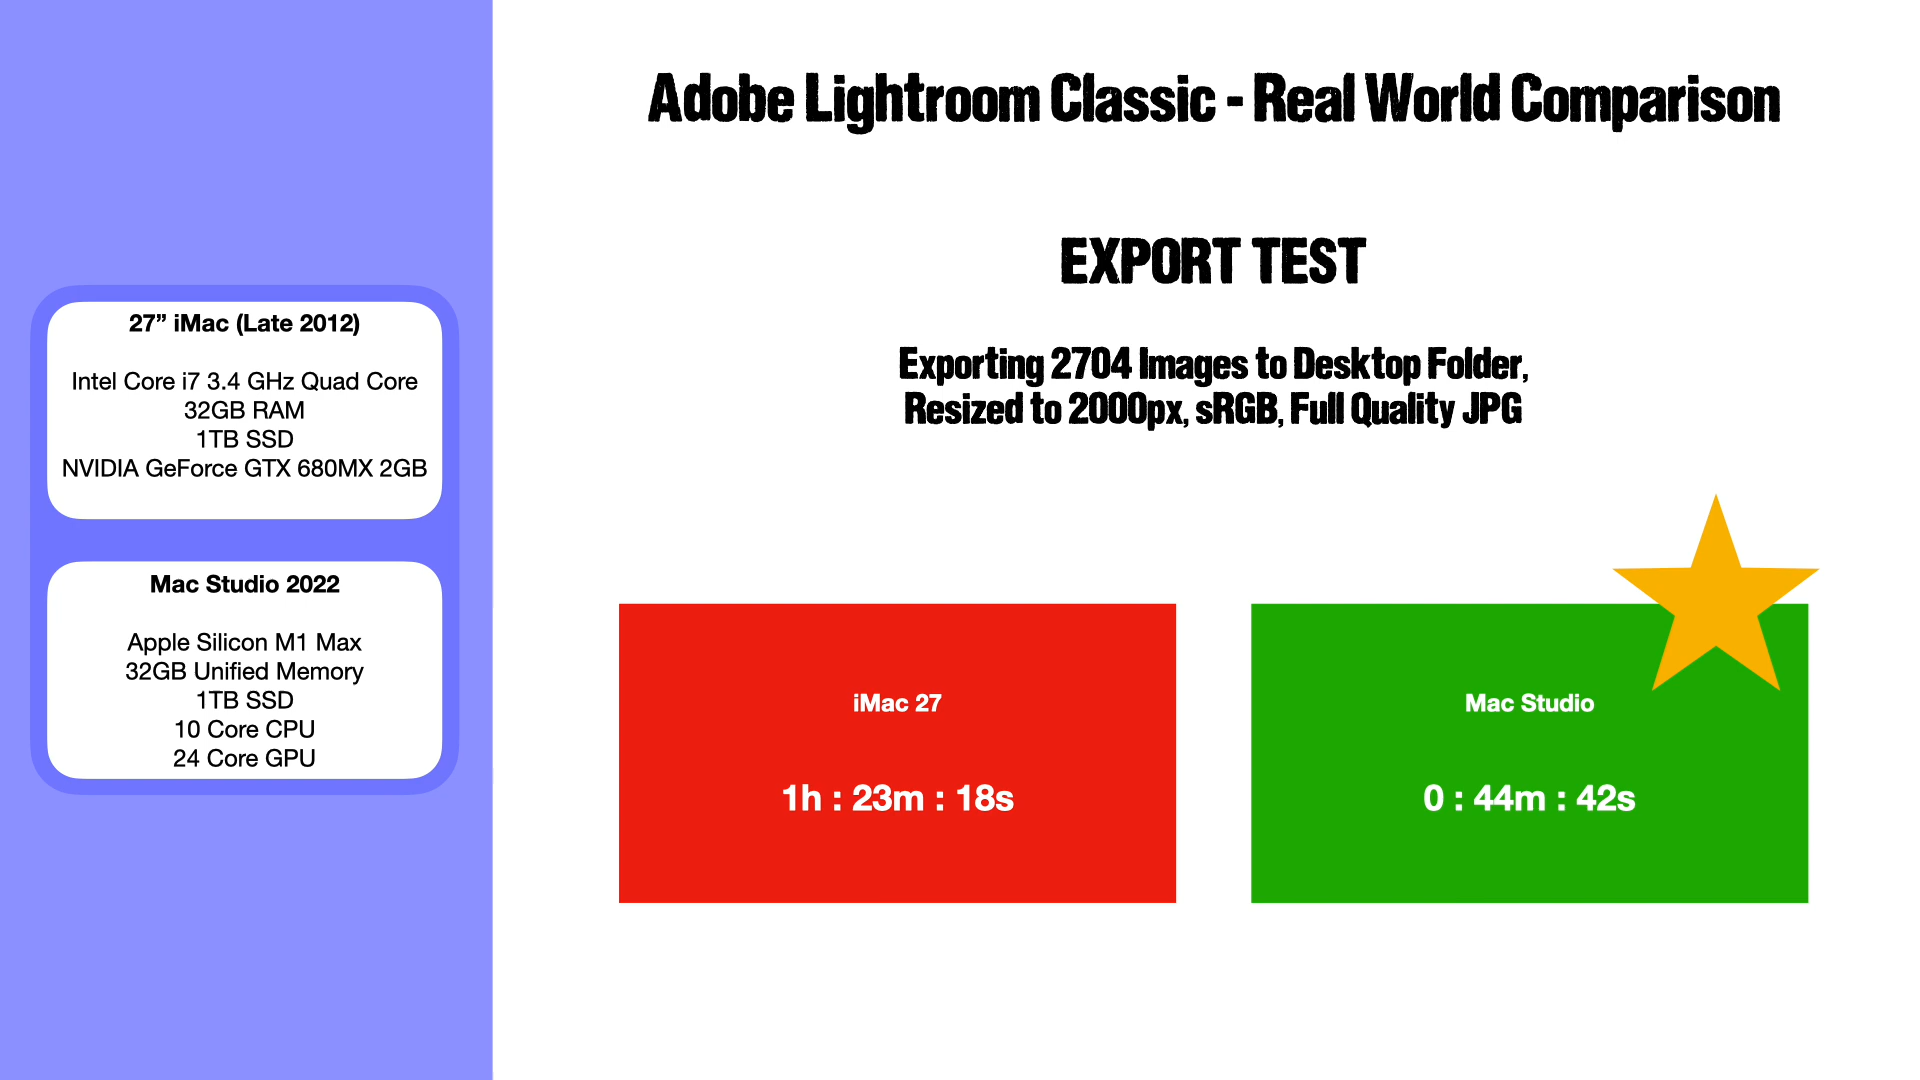 Adobe Lightroom Classic - Real World Comparison
EXPORT TEST
Exporting 2704 Images to Desktop Folder,
Resized to 2000px, sRGB, Full Quality JPG
27” iMac (Late 2012)
Intel Core i7 3.4 GHz Quad Core
32GB RAM
1TB SSD
NVIDIA GeForce GTX 680MX 2GB
Mac Studio 2022
Apple Silicon M1 Max
32GB Unified Memory
1TB SSD
10 Core CPU
24 Core GPU
iMac 27
1h : 23m : 18s
Mac Studio
0 : 44m : 42s